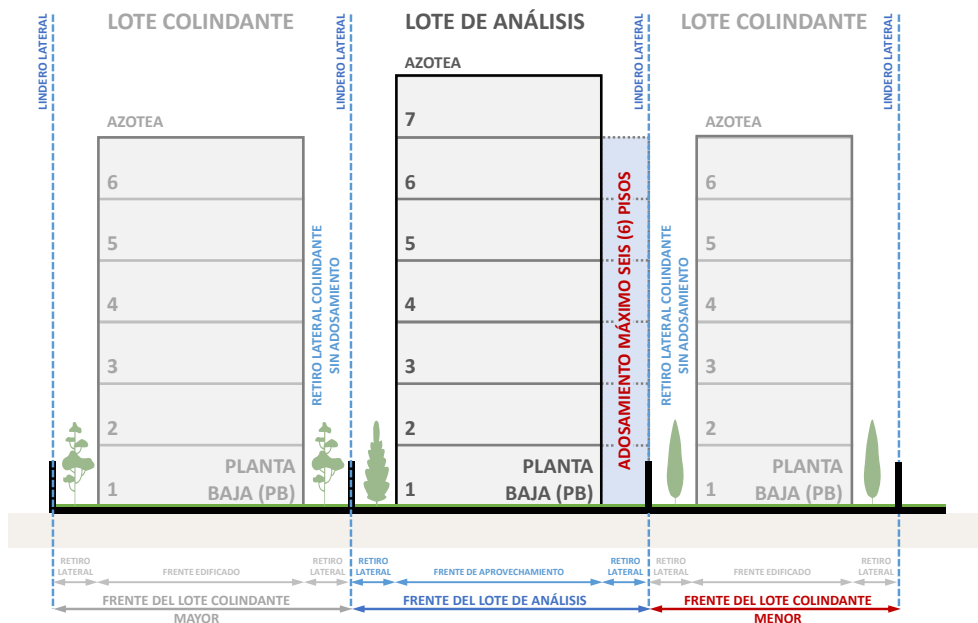 LOTE COLINDANTE
LOTE DE ANÁLISIS
LOTE COLINDANTE
LINDERO LATERAL
LINDERO LATERAL
LINDERO LATERAL
LINDERO LATERAL
AZOTEA
6
5
4
3
2
1
PLANTA
BAJA (PB)
RETIRO LATERAL COLINDANTE
SIN ADOSAMIENTO
AZOTEA
7
6
5
4
3
2
1
PLANTA
BAJA (PB)
ADOSAMIENTO MÁXIMO SEIS (6) PISOS
RETIRO LATERAL COLINDANTE
SIN ADOSAMIENTO
AZOTEA
6
5
4
3
2
1
PLANTA
BAJA (PB)
RETIRO
LATERAL
FRENTE EDIFICADO
RETIRO
LATERAL
RETIRO
LATERAL
FRENTE DE APROVECHAMIENTO
RETIRO
LATERAL
RETIRO
LATERAL
FRENTE EDIFICADO
RETIRO
LATERAL
FRENTE DEL LOTE COLINDANTE
MAYOR
FRENTE DEL LOTE DE ANÁLISIS
FRENTE DEL LOTE COLINDANTE
MENOR